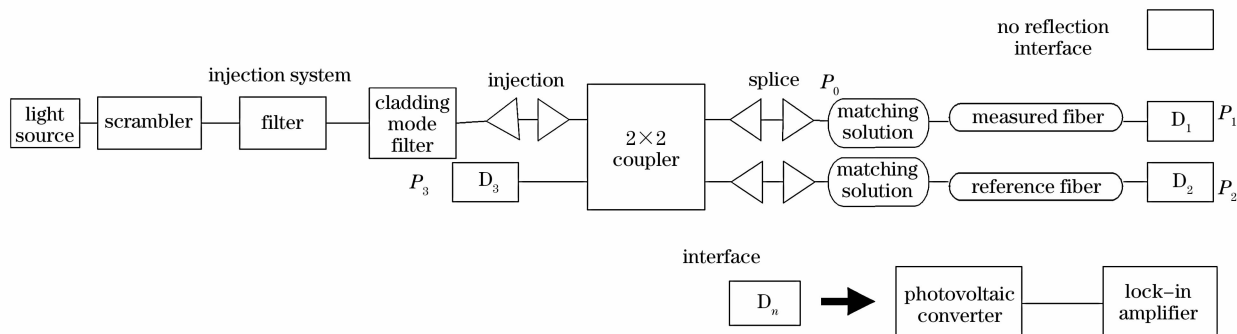 no reflection
interface
injection system
injection
splice
P0
light
source
scrambler
filter
cladding
mode
filter
2×2
coupler
matching
solution
measured fiber
D1
P1
P3
D3
matching
solution
reference fiber
D2
P2
interface
Dn
photovoltaic
converter
lock-in
amplifier